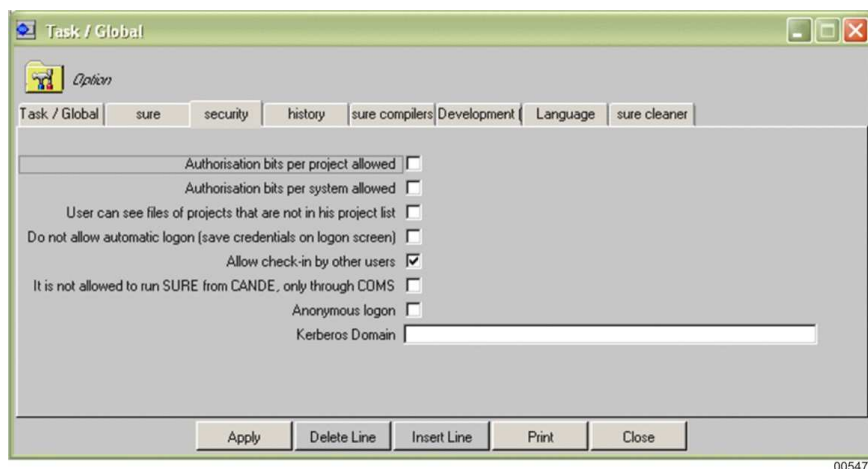 Task / Global
Option
Task / Global sure security history sure compilers Development ( Language sure cleaner
Authorisation bits per project allowed
Authorisation bits per system allowed
User can see files of projects that are not in his project list
Do not allow automatic logon (save credentials on logon screen)
Allow check-in by other users
It is not allowed to run SURE from CANDE, only through COMS
Anonymous logon
Kerberos Domain
Apply Delete Line Insert Line Print Close
00547